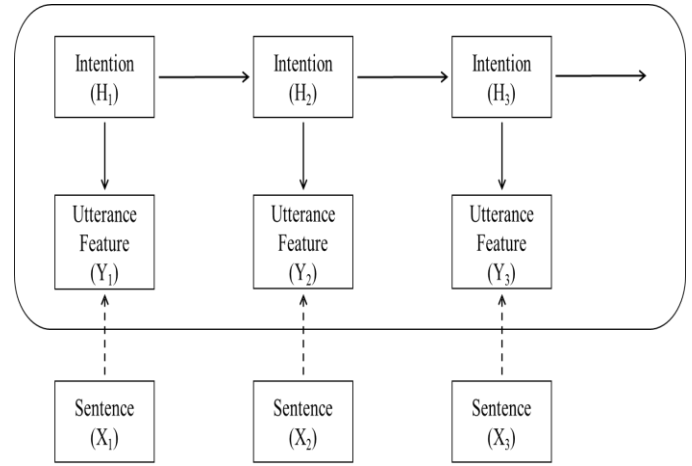 Intention
(H₁)
Intention
(H₂)
Intention
(H₃)
Utterance
Feature
(Y₁)
Utterance
Feature
(Y₂)
Utterance
Feature
(Y₃)
Sentence
(X₁)
Sentence
(X₂)
Sentence
(X₃)